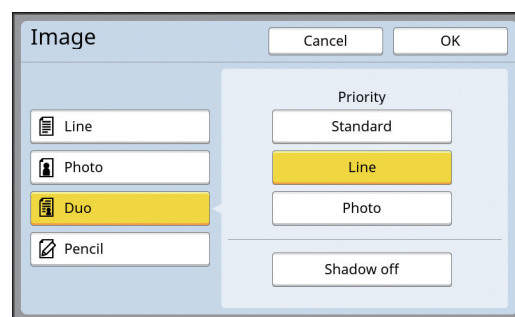 Image
Cancel
OK
Priority
Line
Standard
Photo
Line
Duo
Photo
Pencil
Shadow off